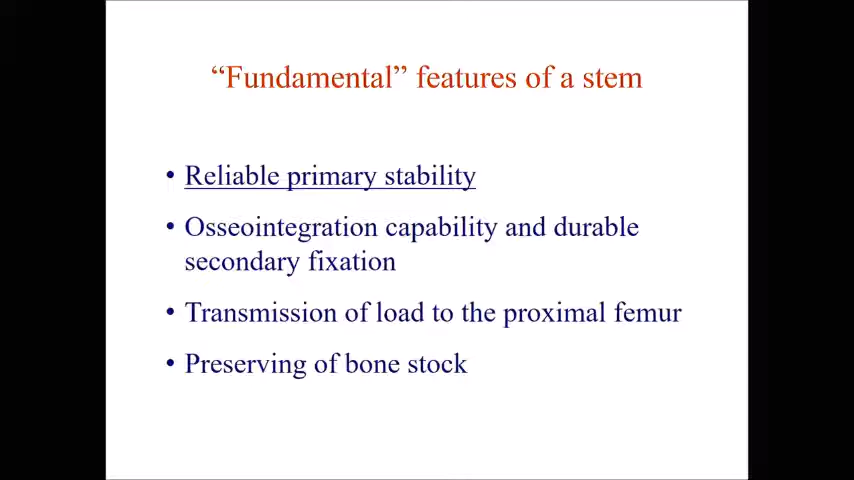 “Fundamental” features of a stem
• Reliable primary stability
• Osseointegration capability and durable
secondary fixation
• Transmission of load to the proximal femur
• Preserving of bone stock